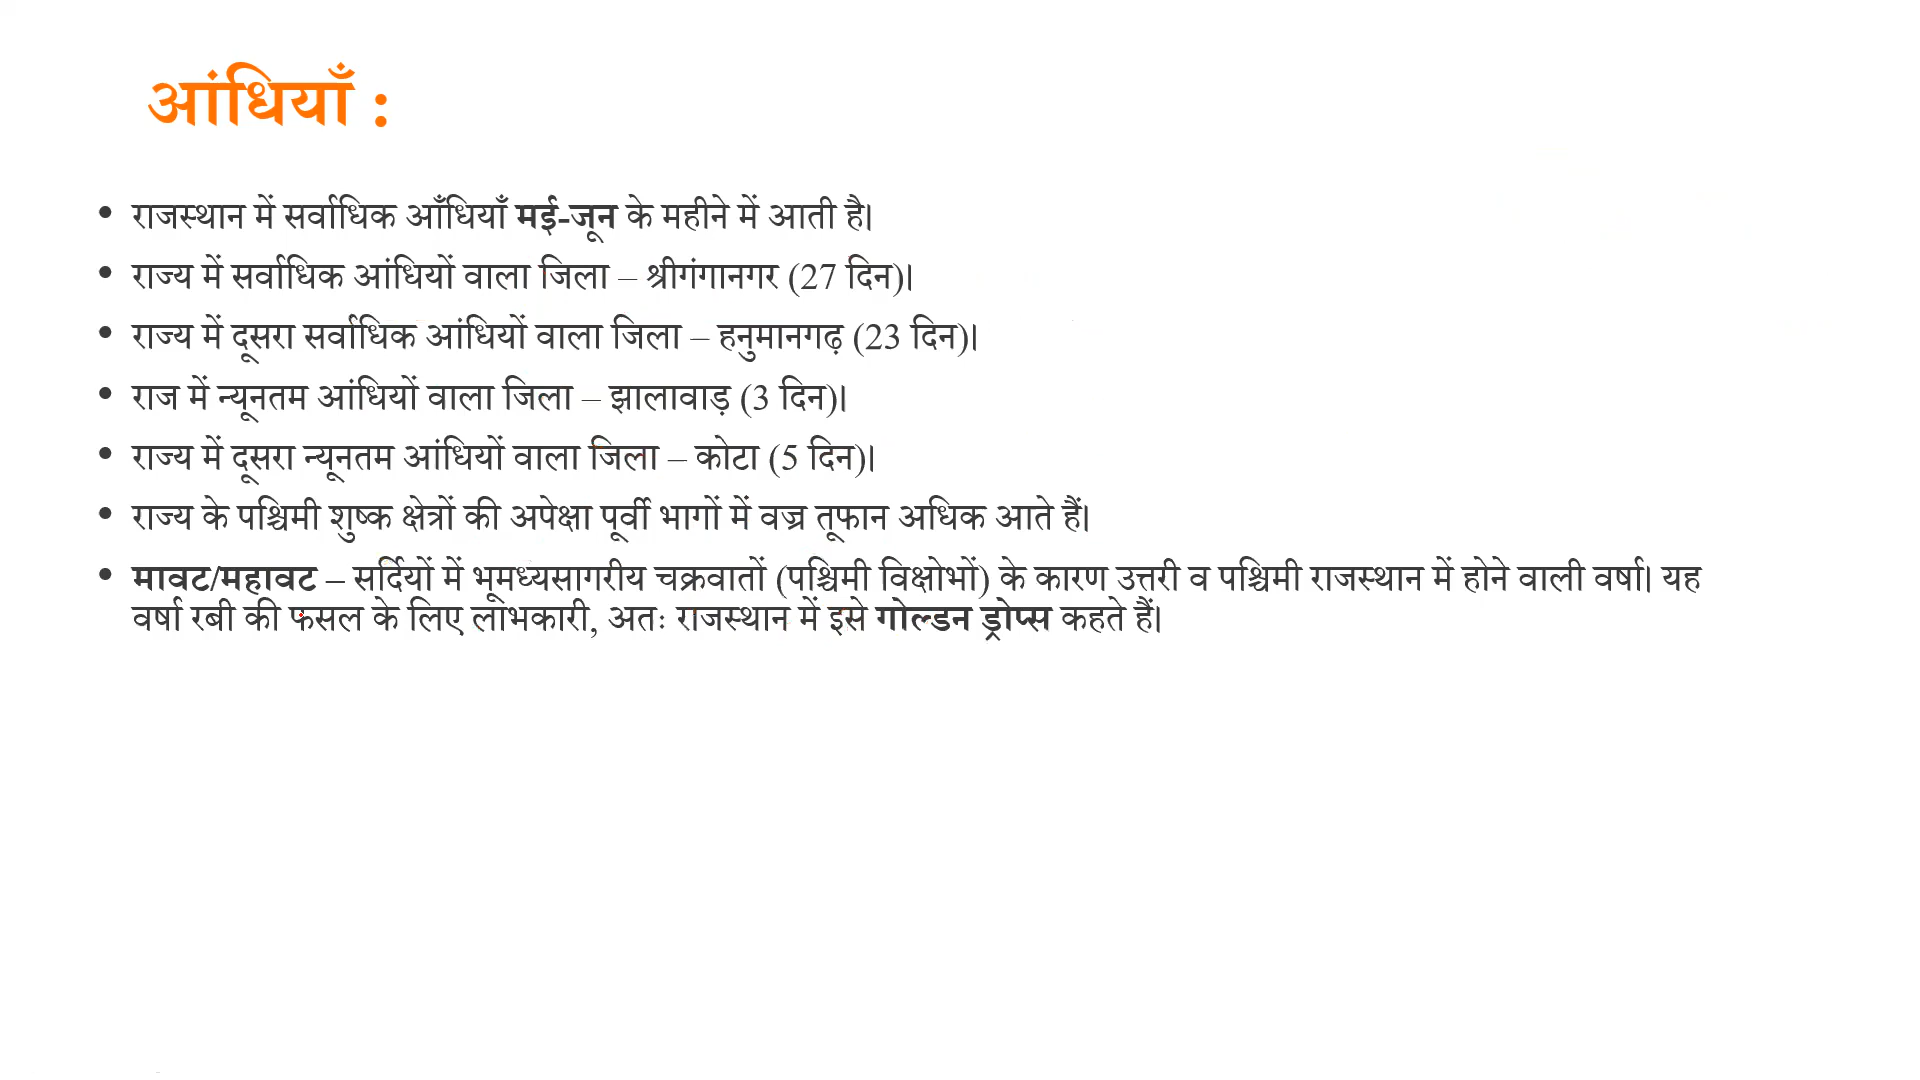 आंधियाँ :
• राजस्थान में सर्वाधिक आँधियाँ मई-जून के महीने में आती है।
• राज्य में सर्वाधिक आंधियों वाला जिला – श्रीगंगानगर (27 दिन)।
• राज्य में दूसरा सर्वाधिक आंधियों वाला जिला – हनुमानगढ़ (23 दिन)।
• राज में न्यूनतम आंधियों वाला जिला – झालावाड़ (3 दिन)।
• राज्य में दूसरा न्यूनतम आंधियों वाला जिला – कोटा (5 दिन)।
• राज्य के पश्चिमी शुष्क क्षेत्रों की अपेक्षा पूर्वी भागों में वज्र तूफान अधिक आते हैं।
• मावट/महावट – सर्दियों में भूमध्यसागरीय चक्रवातों (पश्चिमी विक्षोभों) के कारण उत्तरी व पश्चिमी राजस्थान में होने वाली वर्षा। यह
वर्षा रबी की फसल के लिए लाभकारी, अतः राजस्थान में इसे गोल्डन ड्रोप्स कहते हैं।